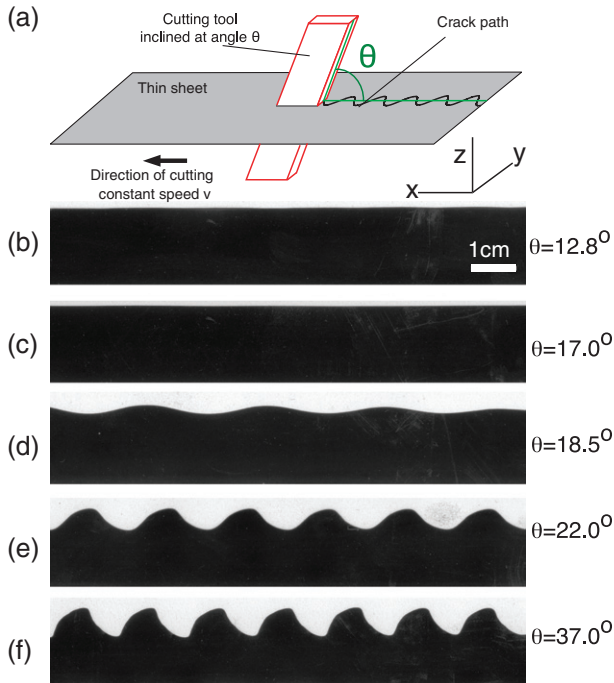 (a)
Cutting tool
inclined at angle θ
Crack path
θ
Thin sheet
Direction of cutting
constant speed v
z
y
x
(b)
1cm
θ=12.8°
(c)
θ=17.0°
(d)
θ=18.5°
(e)
θ=22.0°
(f)
θ=37.0°